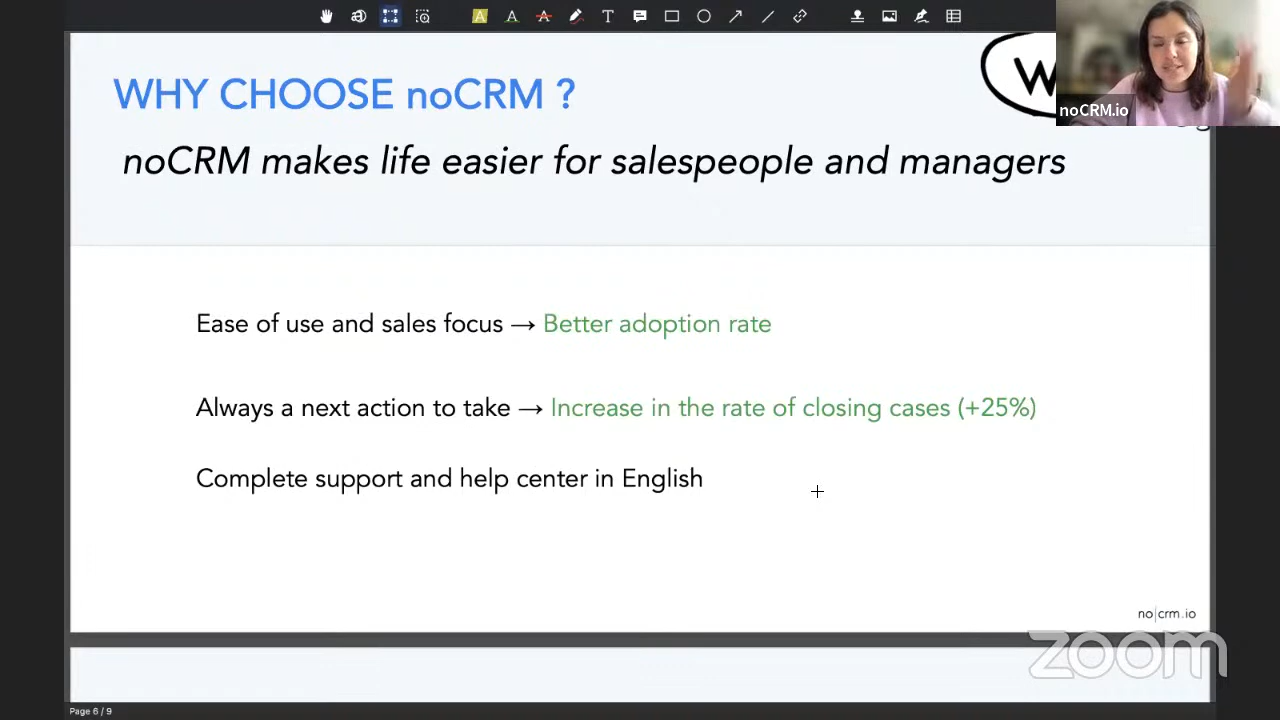 WHY CHOOSE noCRM ?
W
noCRM.io
noCRM makes life easier for salespeople and managers
Ease of use and sales focus → Better adoption rate
Always a next action to take → Increase in the rate of closing cases (+25%)
Complete support and help center in English
no|crm.io
zoom
Page 6 / 9